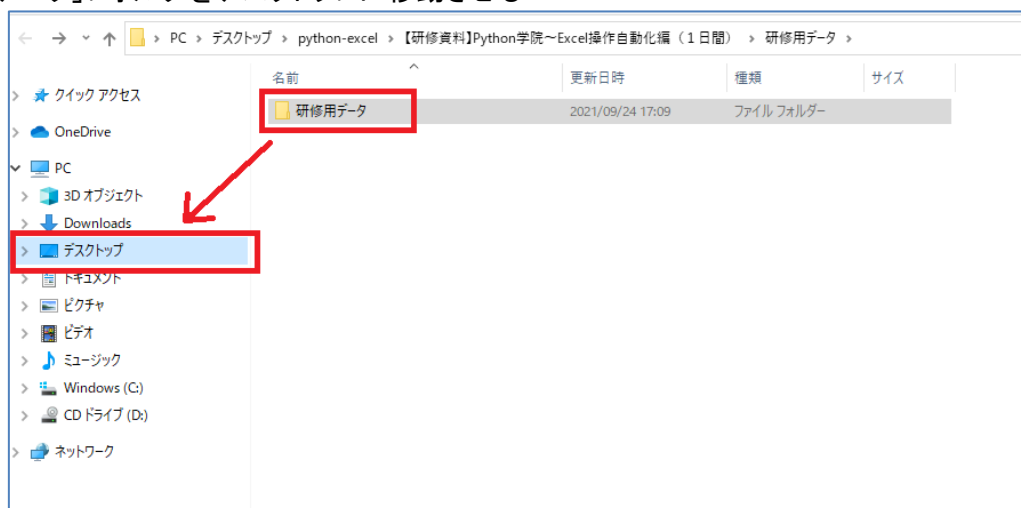 PC › デスクトップ › python-excel › 【研修資料】Python学院~Excel操作自動化編（１日間） › 研修用データ ›
名前 更新日時 種類 サイズ
クイック アクセス
研修用データ 2021/09/24 17:09 ファイル フォルダー
OneDrive
PC
3D オブジェクト
Downloads
デスクトップ
ドキュメント
ピクチャ
ビデオ
ミュージック
Windows (C:)
CD ドライブ (D:)
ネットワーク